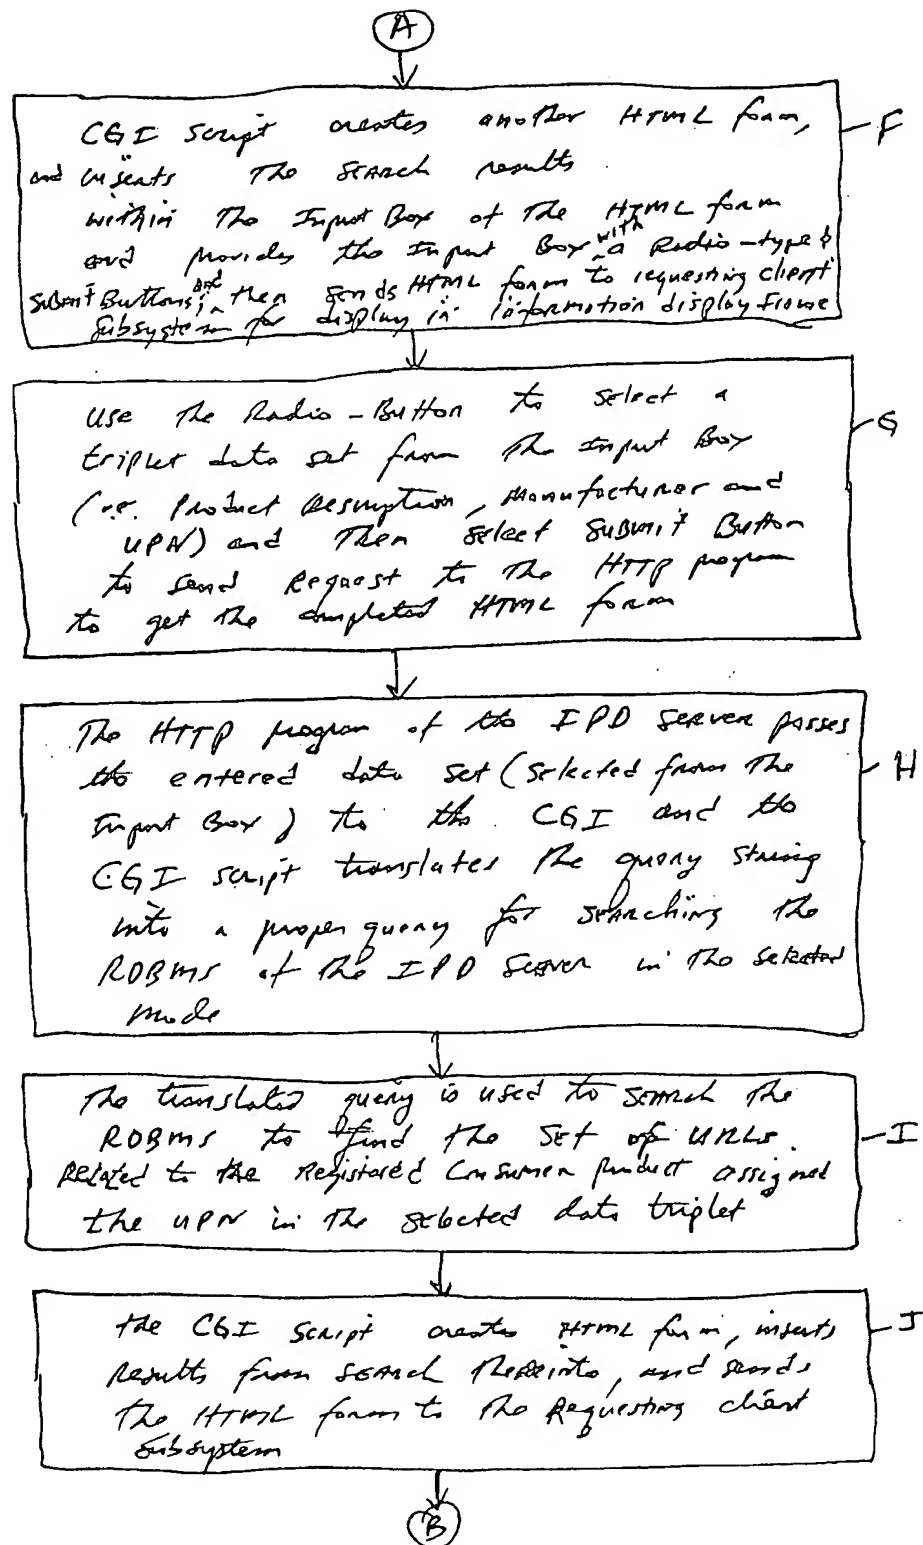 A
CGI Script creates another HTML form,
and inserts The SEARCH results
within The Input Box of The HTML form
and provides the Input Box with a Radio-type &
Submit Buttons; and then sends HTML form to requesting client
Subsystem for display in information display frame
F
Use The Radio-Button to select a
triplet data set from The Input Box
(i.e. Product Description, Manufacturer and
UPN) and Then select SUBMIT Button
to send Request to The HTTP program
to get the completed HTML form
G
The HTTP program of the IPD Server passes
the entered data set (selected from The
Input Box) to the CGI and the
CGI script translates The query string
into a proper query for searching The
RDBMS of The IPD Server in The selected
mode
H
The translated query is used to SEARCH The
RDBMS to find the Set of URLs
Related to the Registered Consumer product assigned
the UPN in the selected data triplet
I
the CGI Script creates HTML form, inserts
Results from SEARCH Thereinto, and sends
The HTML form to The Requesting client
Subsystem
J
B